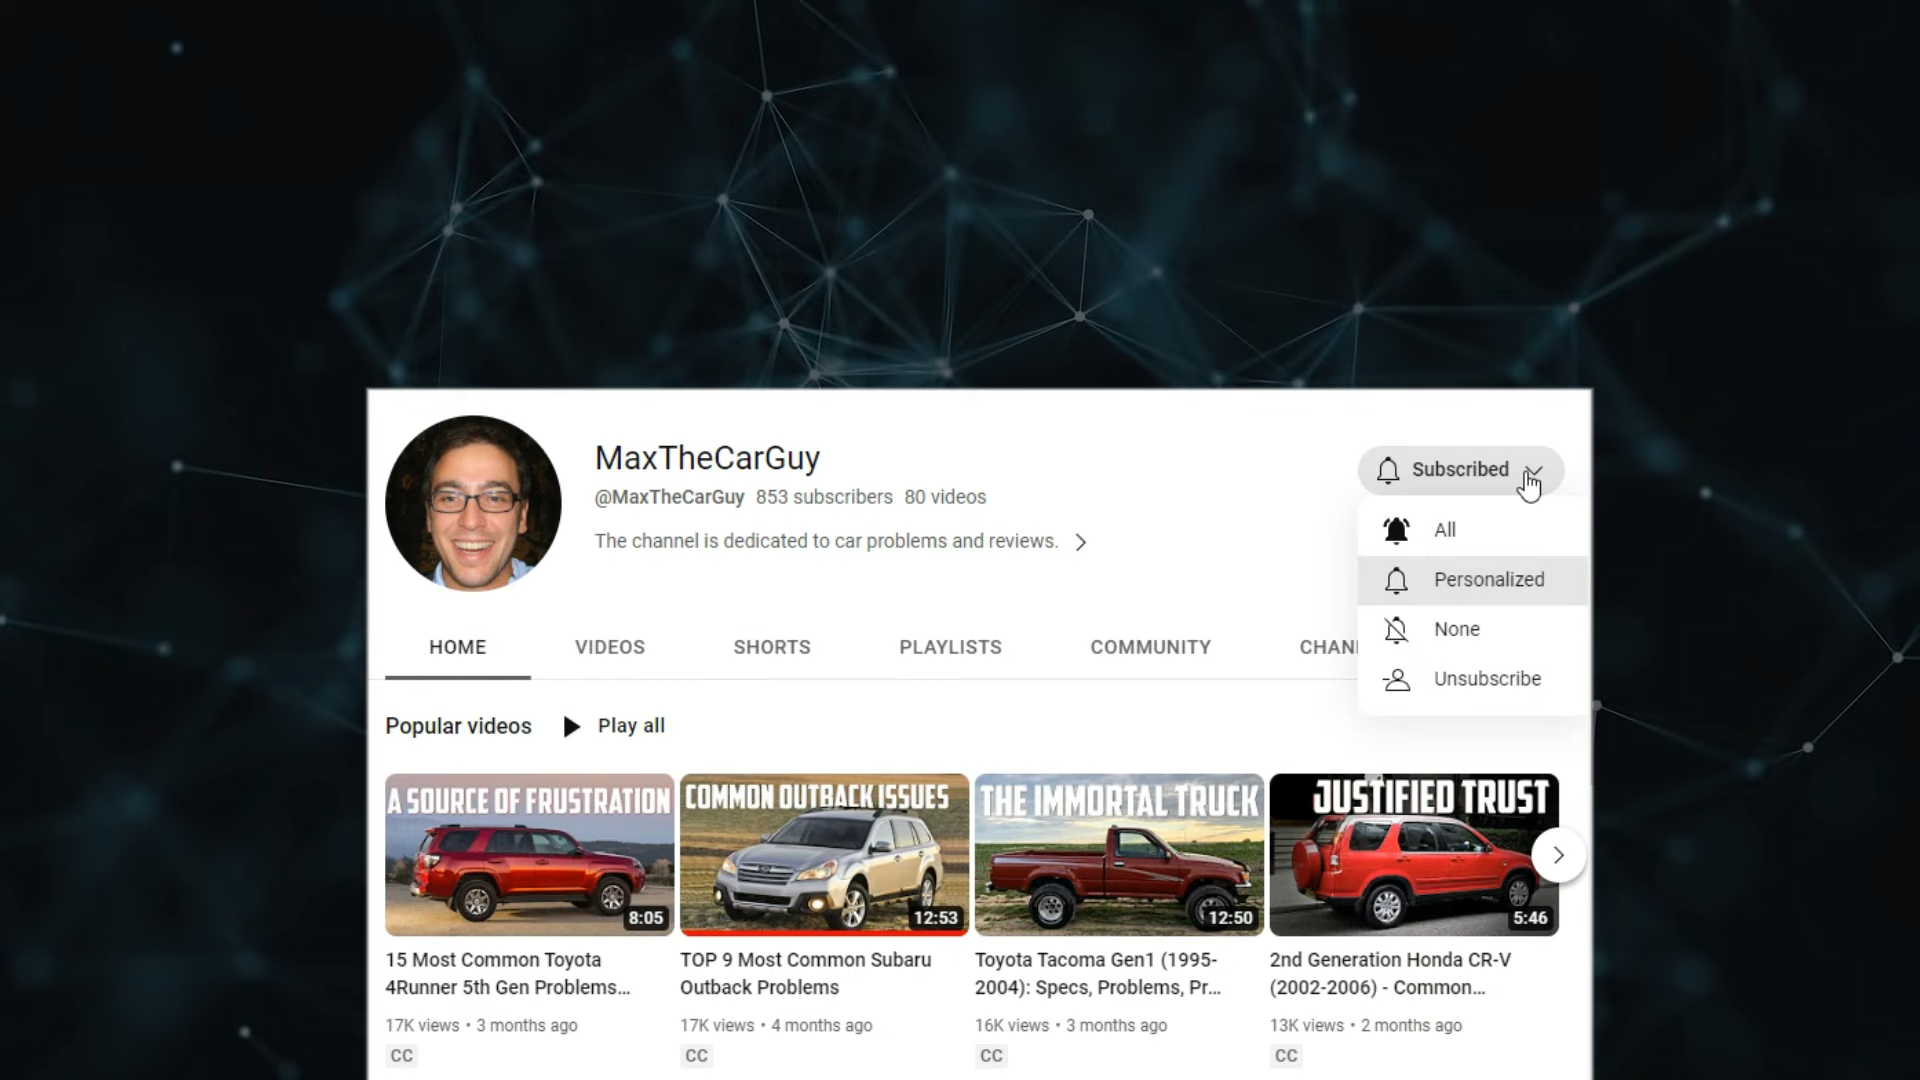 MaxTheCarGuy
@MaxTheCarGuy 853 subscribers 80 videos
The channel is dedicated to car problems and reviews.
Subscribed
All
Personalized
None
Unsubscribe
HOME VIDEOS SHORTS PLAYLISTS COMMUNITY CHAN
Popular videos Play all
A SOURCE OF FRUSTRATION
8:05
COMMON OUTBACK ISSUES
12:53
THE IMMORTAL TRUCK
12:50
JUSTIFIED TRUST
5:46
15 Most Common Toyota
4Runner 5th Gen Problems...
17K views • 3 months ago
CC
TOP 9 Most Common Subaru
Outback Problems
17K views • 4 months ago
CC
Toyota Tacoma Gen1 (1995-
2004): Specs, Problems, Pr...
16K views • 3 months ago
CC
2nd Generation Honda CR-V
(2002-2006) - Common...
13K views • 2 months ago
CC